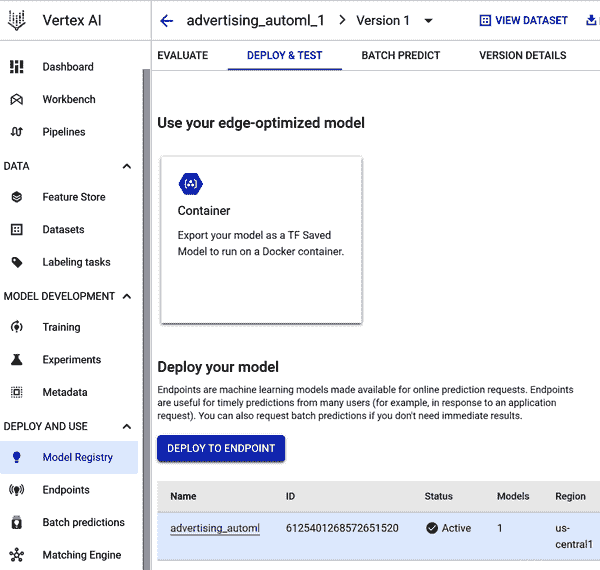 Vertex AI
advertising_automl_1 > Version 1
VIEW DATASET
EVALUATE
DEPLOY & TEST
BATCH PREDICT
VERSION DETAILS
Dashboard
Workbench
Pipelines
DATA
Feature Store
Datasets
Labeling tasks
MODEL DEVELOPMENT
Training
Experiments
Metadata
DEPLOY AND USE
Model Registry
Endpoints
Batch predictions
Matching Engine
Use your edge-optimized model
Container
Export your model as a TF Saved
Model to run on a Docker container.
Deploy your model
Endpoints are machine learning models made available for online prediction requests. Endpoints
are useful for timely predictions from many users (for example, in response to an application
request). You can also request batch predictions if you don't need immediate results.
DEPLOY TO ENDPOINT
Name ID Status Models Region
advertising_automl 6125401268572651520 Active 1 us-
central1